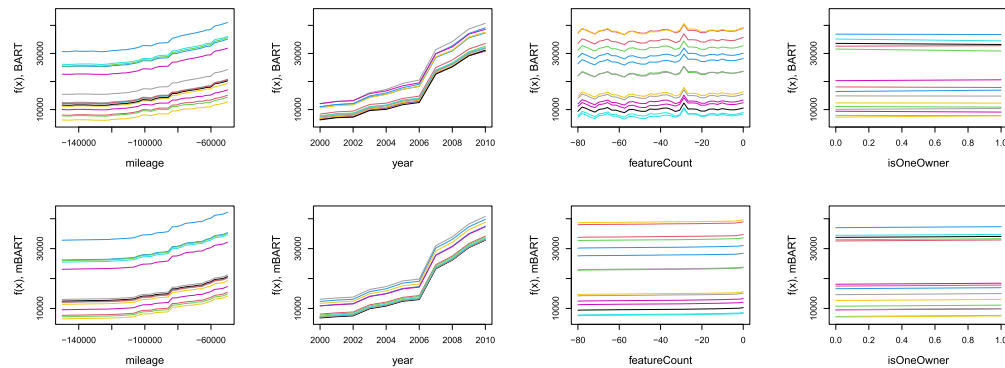 f(x), BART
10000 30000
−140000 −100000 −60000
mileage
f(x), BART
10000 30000
2000 2002 2004 2006 2008 2010
year
f(x), BART
10000 30000
−80 −60 −40 −20 0
featureCount
f(x), BART
10000 30000
0.0 0.2 0.4 0.6 0.8 1.0
isOneOwner
f(x), mBART
10000 30000
−140000 −100000 −60000
mileage
f(x), mBART
10000 30000
2000 2002 2004 2006 2008 2010
year
f(x), mBART
10000 30000
−80 −60 −40 −20 0
featureCount
f(x), mBART
10000 30000
0.0 0.2 0.4 0.6 0.8 1.0
isOneOwner